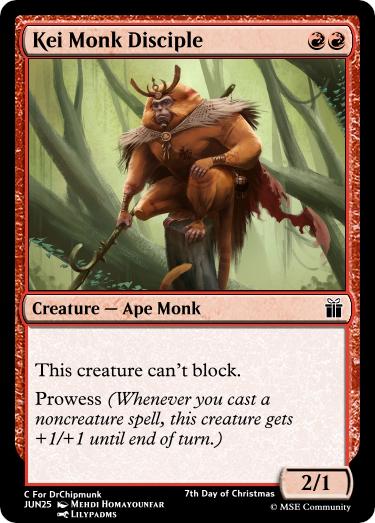 Kei Monk Disciple
Creature — Ape Monk
This creature can't block.
Prowess (Whenever you cast a
noncreature spell, this creature gets
+1/+1 until end of turn.)
2/1
C For DrChipmunk
7th Day of Christmas
JUN25 Mehdi Homayounfar
© MSE Community
Lilypadms